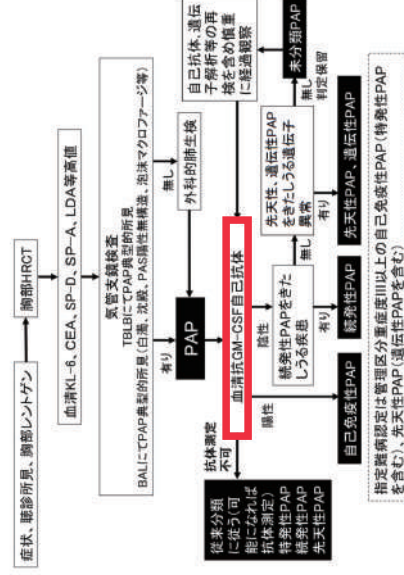 症状、聴診所見、胸部レントゲン
胸部HRCT
血清KL-6、CEA、SP-D、SP-A、LDA等高値
気管支鏡検査
TBLBにてPAP典型的所見
BALにてPAP典型的所見(白濁、沈殿、PAS陽性無構造、泡沫マクロファージ等)
有り
無し
PAP
外科的肺生検
自己抗体、遺伝
子解析等の再
検を含め慎重
に経過観察
抗体測定
不可
血清抗GM-CSF自己抗体
従来分類
に従う(可
能になれば
抗体測定)
特発性PAP
続発性PAP
先天性PAP
陽性
陰性
続発性PAPをきた
しうる疾患
無し
先天性、遺伝性PAP
をきたしうる遺伝子
異常
無し
判定保留
未分類PAP
有り
有り
自己免疫性PAP
続発性PAP
先天性PAP、遺伝性PAP
指定難病認定は管理区分重症度III以上の自己免疫性PAP(特発性PAP
を含む)、先天性PAP(遺伝性PAPを含む)